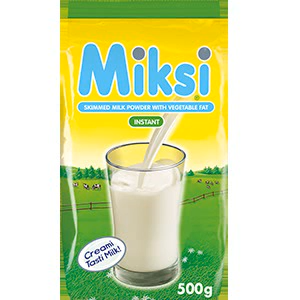 Miksi
SKIMMED MILK POWDER WITH VEGETABLE FAT
INSTANT
Creami
Tasti Milk!
500g